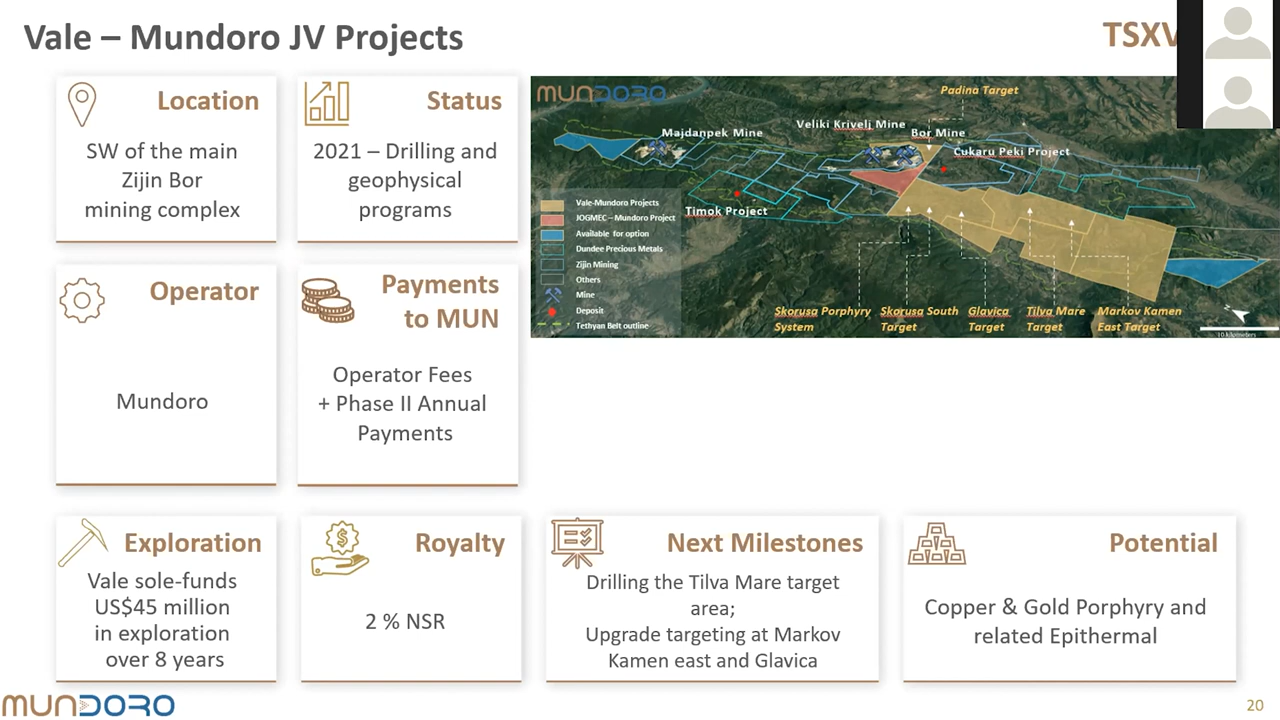 Vale – Mundoro JV Projects
TSXV
Location
SW of the main
Zijin Bor
mining complex
Status
2021 – Drilling and
geophysical
programs
Operator
Mundoro
Payments
to MUN
Operator Fees
+ Phase II Annual
Payments
MUNDORO
Padina Target
Majdanpek Mine
Veliki Krivelj Mine
Bor Mine
Cukaru Peki Project
Timok Project
Vale-Mundoro Projects
JOGMEC – Mundoro Project
Available for option
Dundee Precious Metals
Zijin Mining
Others
Mine
Deposit
Tethyan Belt outline
Skorusa Porphyry
System
Skorusa South
Target
Glavica
Target
Tilva Mare
Target
Markov Kamen
East Target
10 kilometers
Exploration
Vale sole-funds
US$45 million
in exploration
over 8 years
Royalty
2 % NSR
Next Milestones
Drilling the Tilva Mare target
area;
Upgrade targeting at Markov
Kamen east and Glavica
Potential
Copper & Gold Porphyry and
related Epithermal
MUNDORO
20